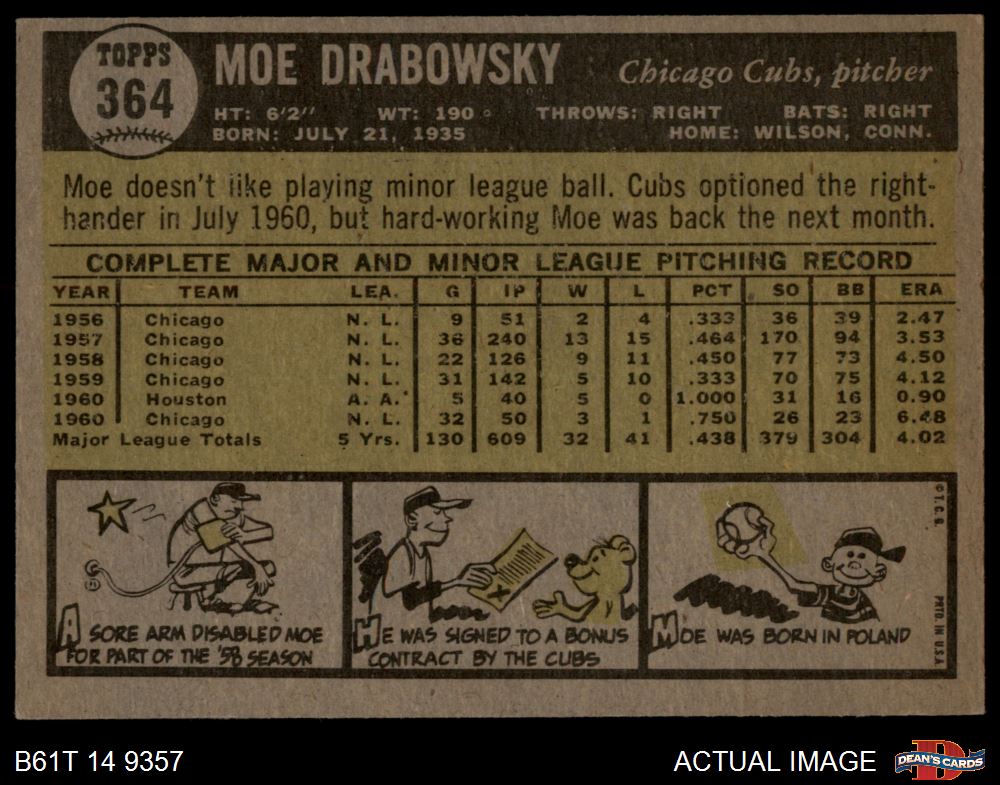 TOPPS
364
MOE DRABOWSKY
Chicago Cubs, pitcher
HT: 6'2" WT: 190 THROWS: RIGHT BATS: RIGHT
BORN: JULY 21, 1935 HOME: WILSON, CONN.
Moe doesn't like playing minor league ball. Cubs optioned the right-
hander in July 1960, but hard-working Moe was back the next month.
COMPLETE MAJOR AND MINOR LEAGUE PITCHING RECORD
YEAR TEAM LEA. G IP W L PCT SO BB ERA
1956 Chicago N. L. 9 51 2 4 .333 36 39 2.47
1957 Chicago N. L. 36 240 13 15 .464 170 94 3.53
1958 Chicago N. L. 22 126 9 11 .450 77 73 4.50
1959 Chicago N. L. 31 142 5 10 .333 70 75 4.12
1960 Houston A. A. 5 40 5 0 1.000 31 16 0.90
1960 Chicago N. L. 32 50 3 1 .750 26 23 6.48
Major League Totals 5 Yrs. 130 609 32 41 .438 379 304 4.02
A SORE ARM DISABLED MOE
FOR PART OF THE '58 SEASON
HE WAS SIGNED TO A BONUS
CONTRACT BY THE CUBS
MOE WAS BORN IN POLAND
© T. C. G.
PRTD. IN U.S.A
B61T 14 9357
ACTUAL IMAGE
DEAN'S CARDS